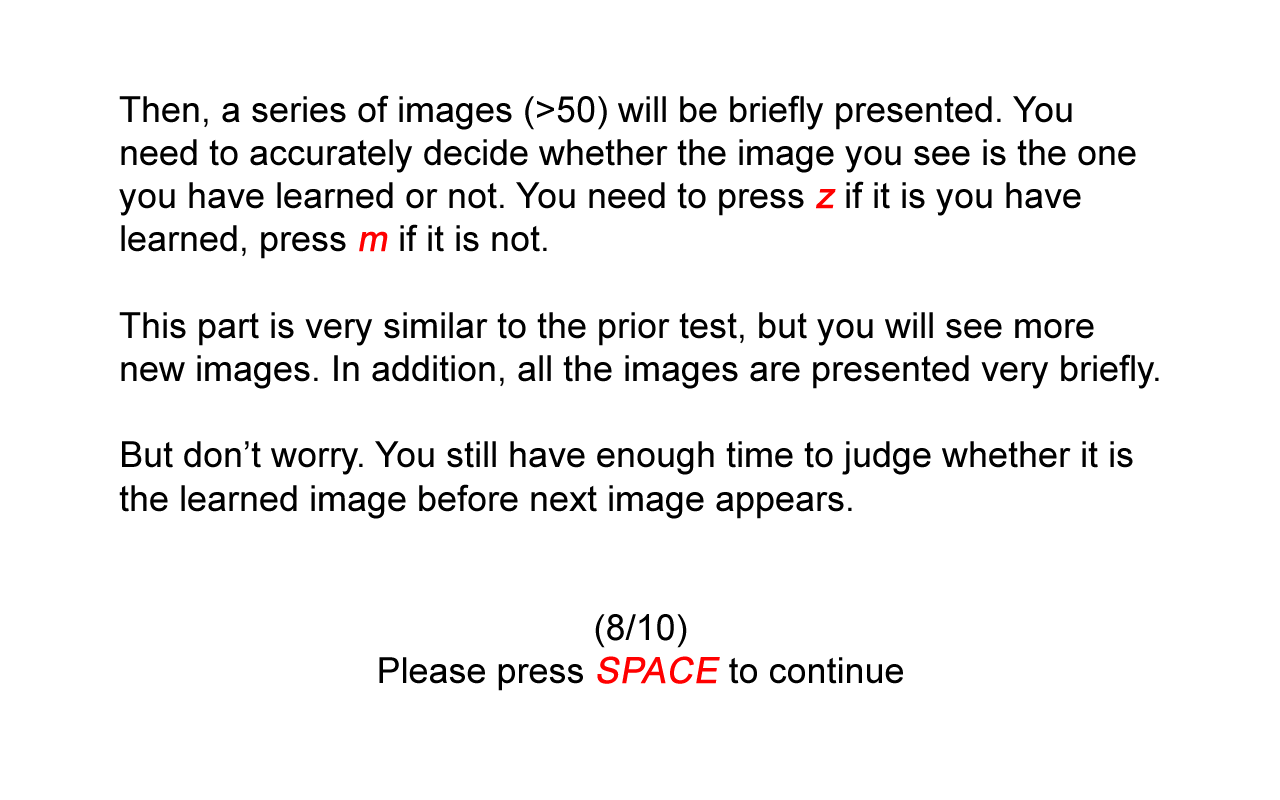 Then, a series of images (>50) will be briefly presented. You
need to accurately decide whether the image you see is the one
you have learned or not. You need to press z if it is you have
learned, press m if it is not.
This part is very similar to the prior test, but you will see more
new images. In addition, all the images are presented very briefly.
But don’t worry. You still have enough time to judge whether it is
the learned image before next image appears.
(8/10)
Please press SPACE to continue